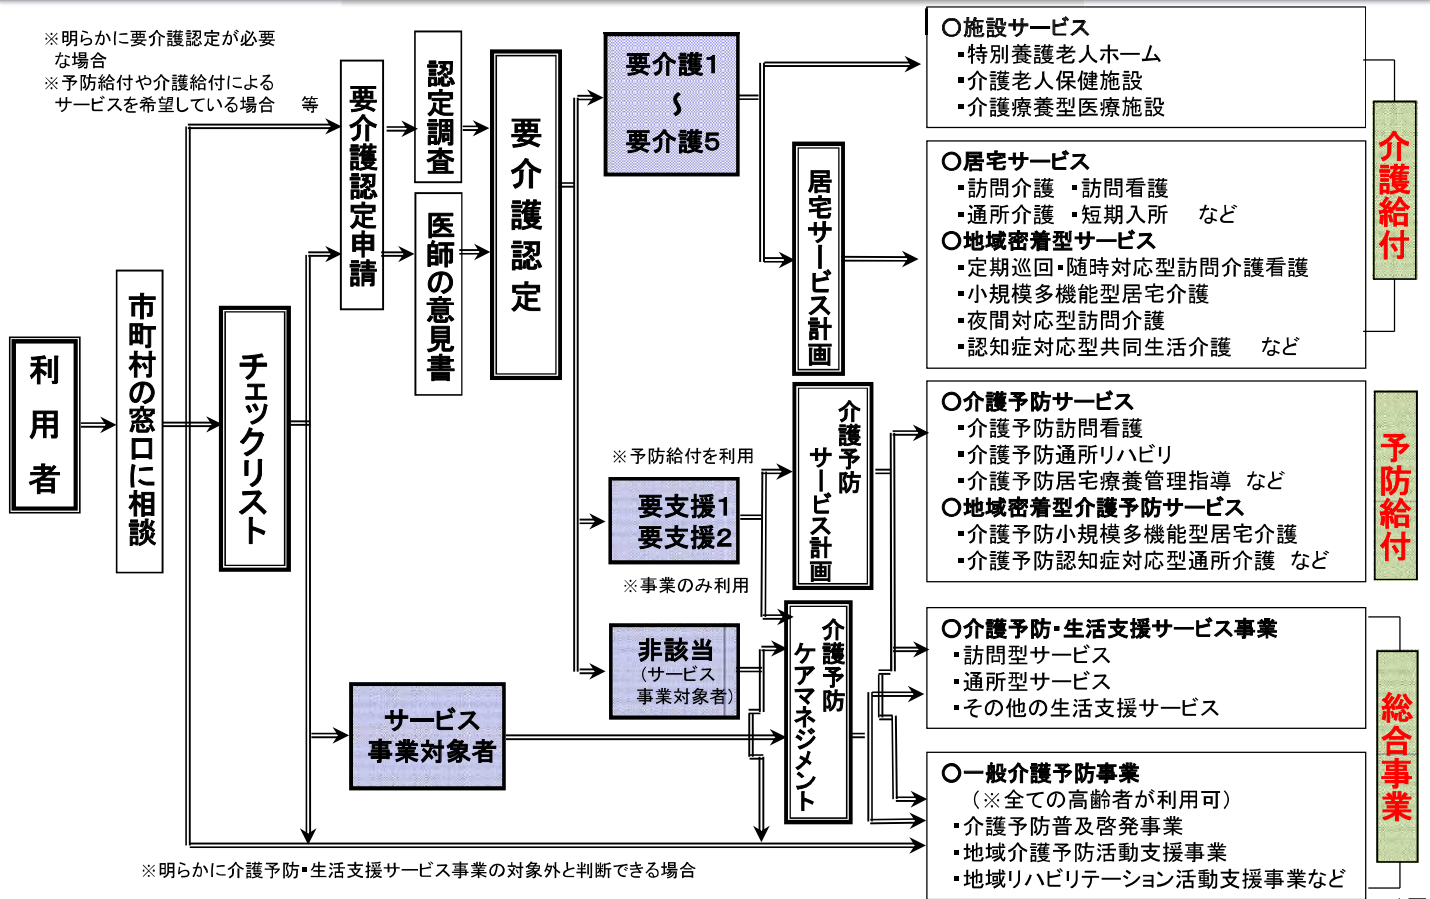 ※明らかに要介護認定が必要
な場合
※予防給付や介護給付による
サービスを希望している場合　等
利用者
市町村の窓口に相談
チェックリスト
要介護認定申請
認定調査
医師の意見書
要介護認定
要介護1
～
要介護5
※予防給付を利用
要支援1
要支援2
※事業のみ利用
非該当
(サービス
事業対象者)
サービス
事業対象者
居宅サービス計画
介護予防
サービス計画
介護予防
ケアマネジメント
○施設サービス
・特別養護老人ホーム
・介護老人保健施設
・介護療養型医療施設
○居宅サービス
・訪問介護　・訪問看護
・通所介護　・短期入所　など
○地域密着型サービス
・定期巡回・随時対応型訪問介護看護
・小規模多機能型居宅介護
・夜間対応型訪問介護
・認知症対応型共同生活介護　など
介護給付
○介護予防サービス
・介護予防訪問看護
・介護予防通所リハビリ
・介護予防居宅療養管理指導　など
○地域密着型介護予防サービス
・介護予防小規模多機能型居宅介護
・介護予防認知症対応型通所介護　など
予防給付
○介護予防・生活支援サービス事業
・訪問型サービス
・通所型サービス
・その他の生活支援サービス
○一般介護予防事業
（※全ての高齢者が利用可）
・介護予防普及啓発事業
・地域介護予防活動支援事業
・地域リハビリテーション活動支援事業など
総合事業
※明らかに介護予防・生活支援サービス事業の対象外と判断できる場合